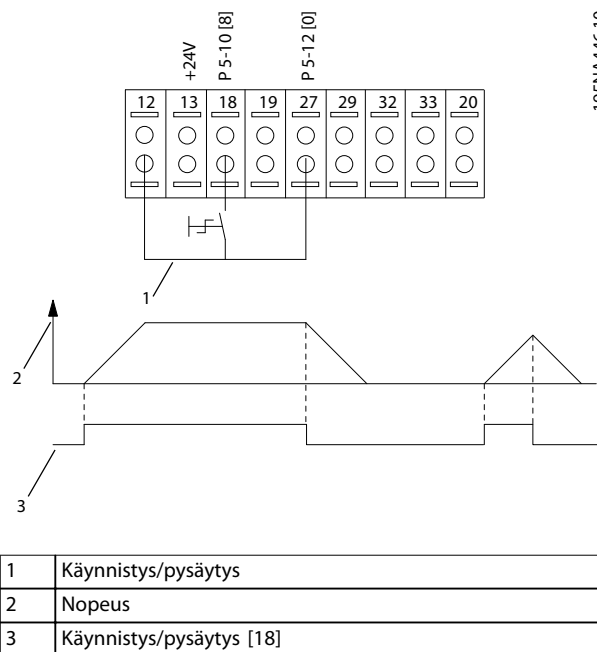 +24V
P 5-10 [8]
P 5-12 [0]
12 13 18 19 27 29 32 33 20
1
2
3
1 Käynnistys/pysäytys
2 Nopeus
3 Käynnistys/pysäytys [18]